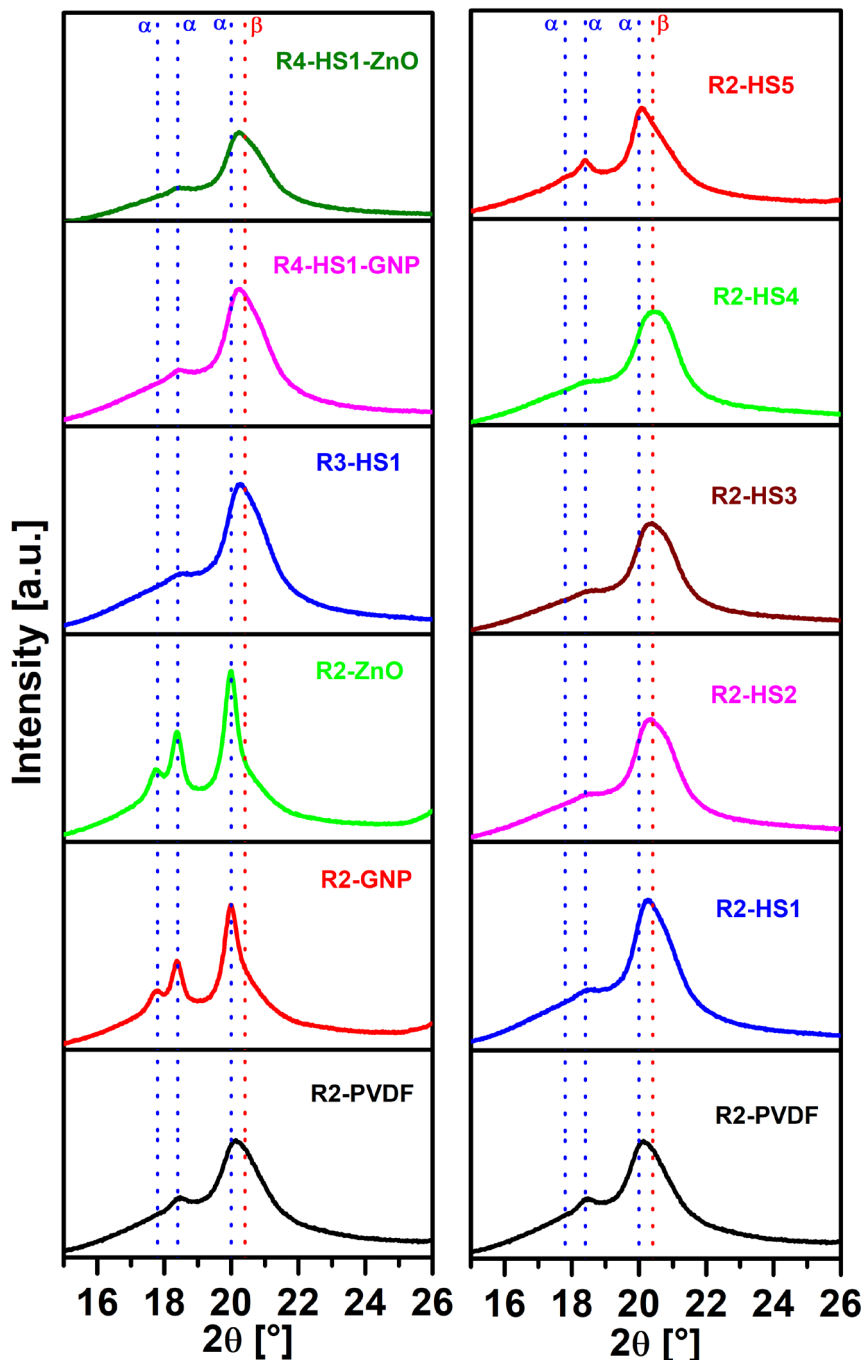 Intensity [a.u.]
α α α β
R4-HS1-ZnO
R4-HS1-GNP
R3-HS1
R2-ZnO
R2-GNP
R2-PVDF
16 18 20 22 24 26
2θ [°]
α α α β
R2-HS5
R2-HS4
R2-HS3
R2-HS2
R2-HS1
R2-PVDF
16 18 20 22 24 26
2θ [°]